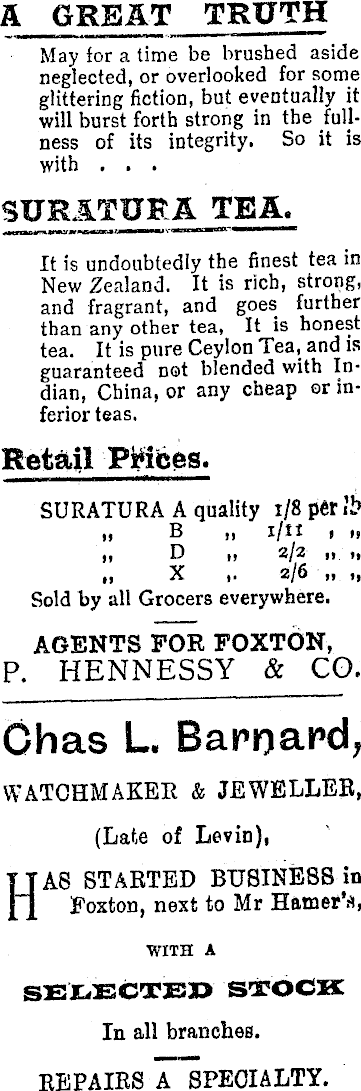 A GREAT TRUTH
May for a time be brushed aside
neglected, or overlooked for some
glittering fiction, but eventually it
will burst forth strong in the full-
ness of its integrity. So it is
with . . .
SURATURA TEA.
It is undoubtedly the finest tea in
New Zealand. It is rich, strong,
and fragrant, and goes further
than any other tea, It is honest
tea. It is pure Ceylon Tea, and is
guaranteed not blended with In-
dian, China, or any cheap or in-
ferior teas.
Retail Prices.
SURATURA A quality 1/8 per lb
„ B „ 1/11 , „
„ D „ 2/2 „ „
„ X „ 2/6 „ „
Sold by all Grocers everywhere.
AGENTS FOR FOXTON,
P. HENNESSY & CO.
Chas L. Barnard,
WATCHMAKER & JEWELLER,
(Late of Levin),
HAS STARTED BUSINESS in
Foxton, next to Mr Hamer's,
WITH A
SELECTED STOCK
In all branches.
REPAIRS A SPECIALTY.